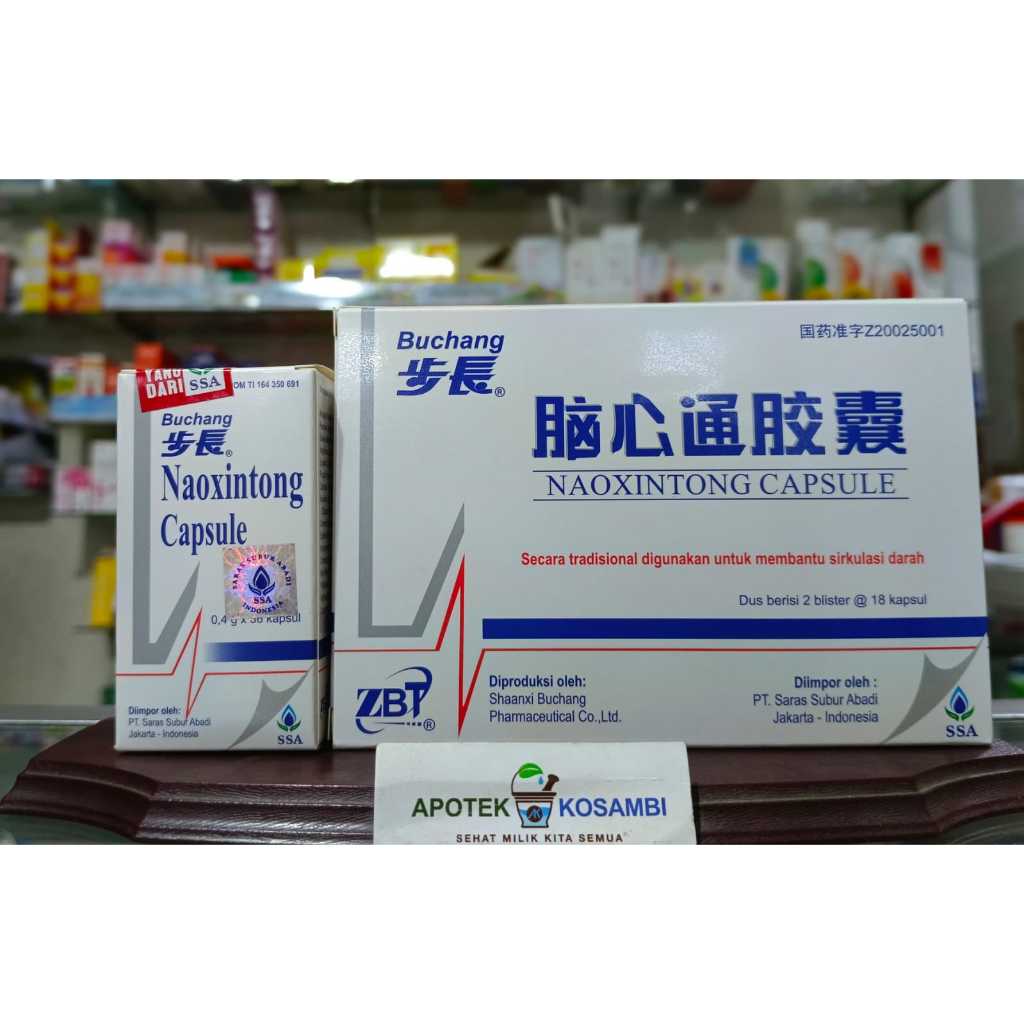 YANG
DARI SSA
OM TI 164 350 691
Buchang
步長®
Naoxintong
Capsule
SARAS SUBUR ABADI
SSA
INDONESIA
0,4 g x 36 kapsul
Diimpor oleh:
PT. Saras Subur Abadi
Jakarta - Indonesia
SSA
Buchang
步長®
国药准字Z20025001
脑心通胶囊
NAOXINTONG CAPSULE
Secara tradisional digunakan untuk membantu sirkulasi darah
Dus berisi 2 blister @ 18 kapsul
ZBT®
Diproduksi oleh:
Shaanxi Buchang
Pharmaceutical Co.,Ltd.
Diimpor oleh :
PT. Saras Subur Abadi
Jakarta - Indonesia
SSA
APOTEK KOSAMBI
SEHAT MILIK KITA SEMUA